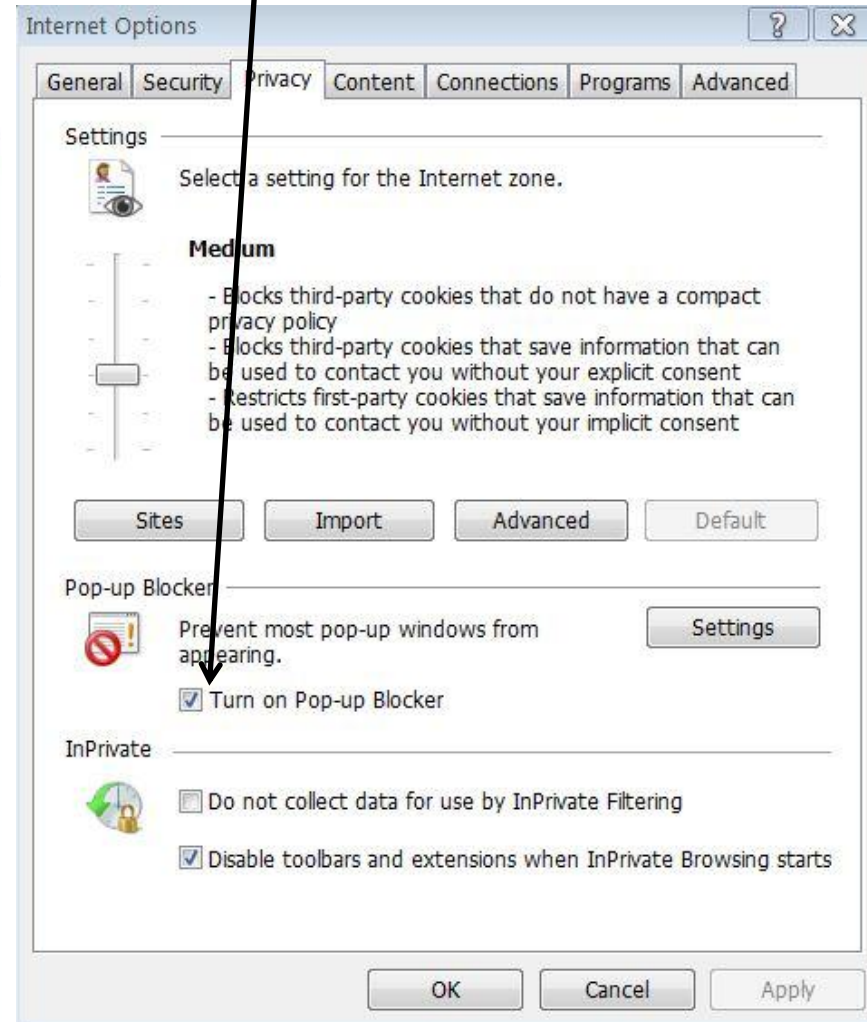 Internet Options
General Security Privacy Content Connections Programs Advanced
Settings
Select a setting for the Internet zone.
Medium
- Blocks third-party cookies that do not have a compact
privacy policy
- Blocks third-party cookies that save information that can
be used to contact you without your explicit consent
- Restricts first-party cookies that save information that can
be used to contact you without your implicit consent
Sites Import Advanced Default
Pop-up Blocker
Prevent most pop-up windows from
appearing.
Settings
Turn on Pop-up Blocker
InPrivate
Do not collect data for use by InPrivate Filtering
Disable toolbars and extensions when InPrivate Browsing starts
OK Cancel Apply